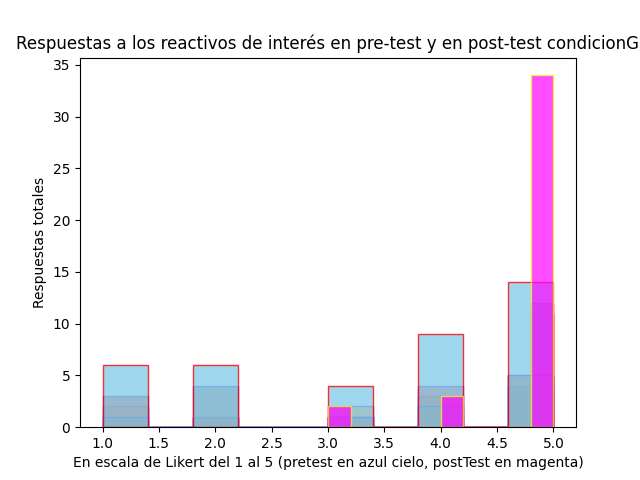 Respuestas a los reactivos de interés en pre-test y en post-test condicionG
35
30
25
20
15
10
5
0
Respuestas totales
1.0 1.5 2.0 2.5 3.0 3.5 4.0 4.5 5.0
En escala de Likert del 1 al 5 (pretest en azul cielo, postTest en magenta)